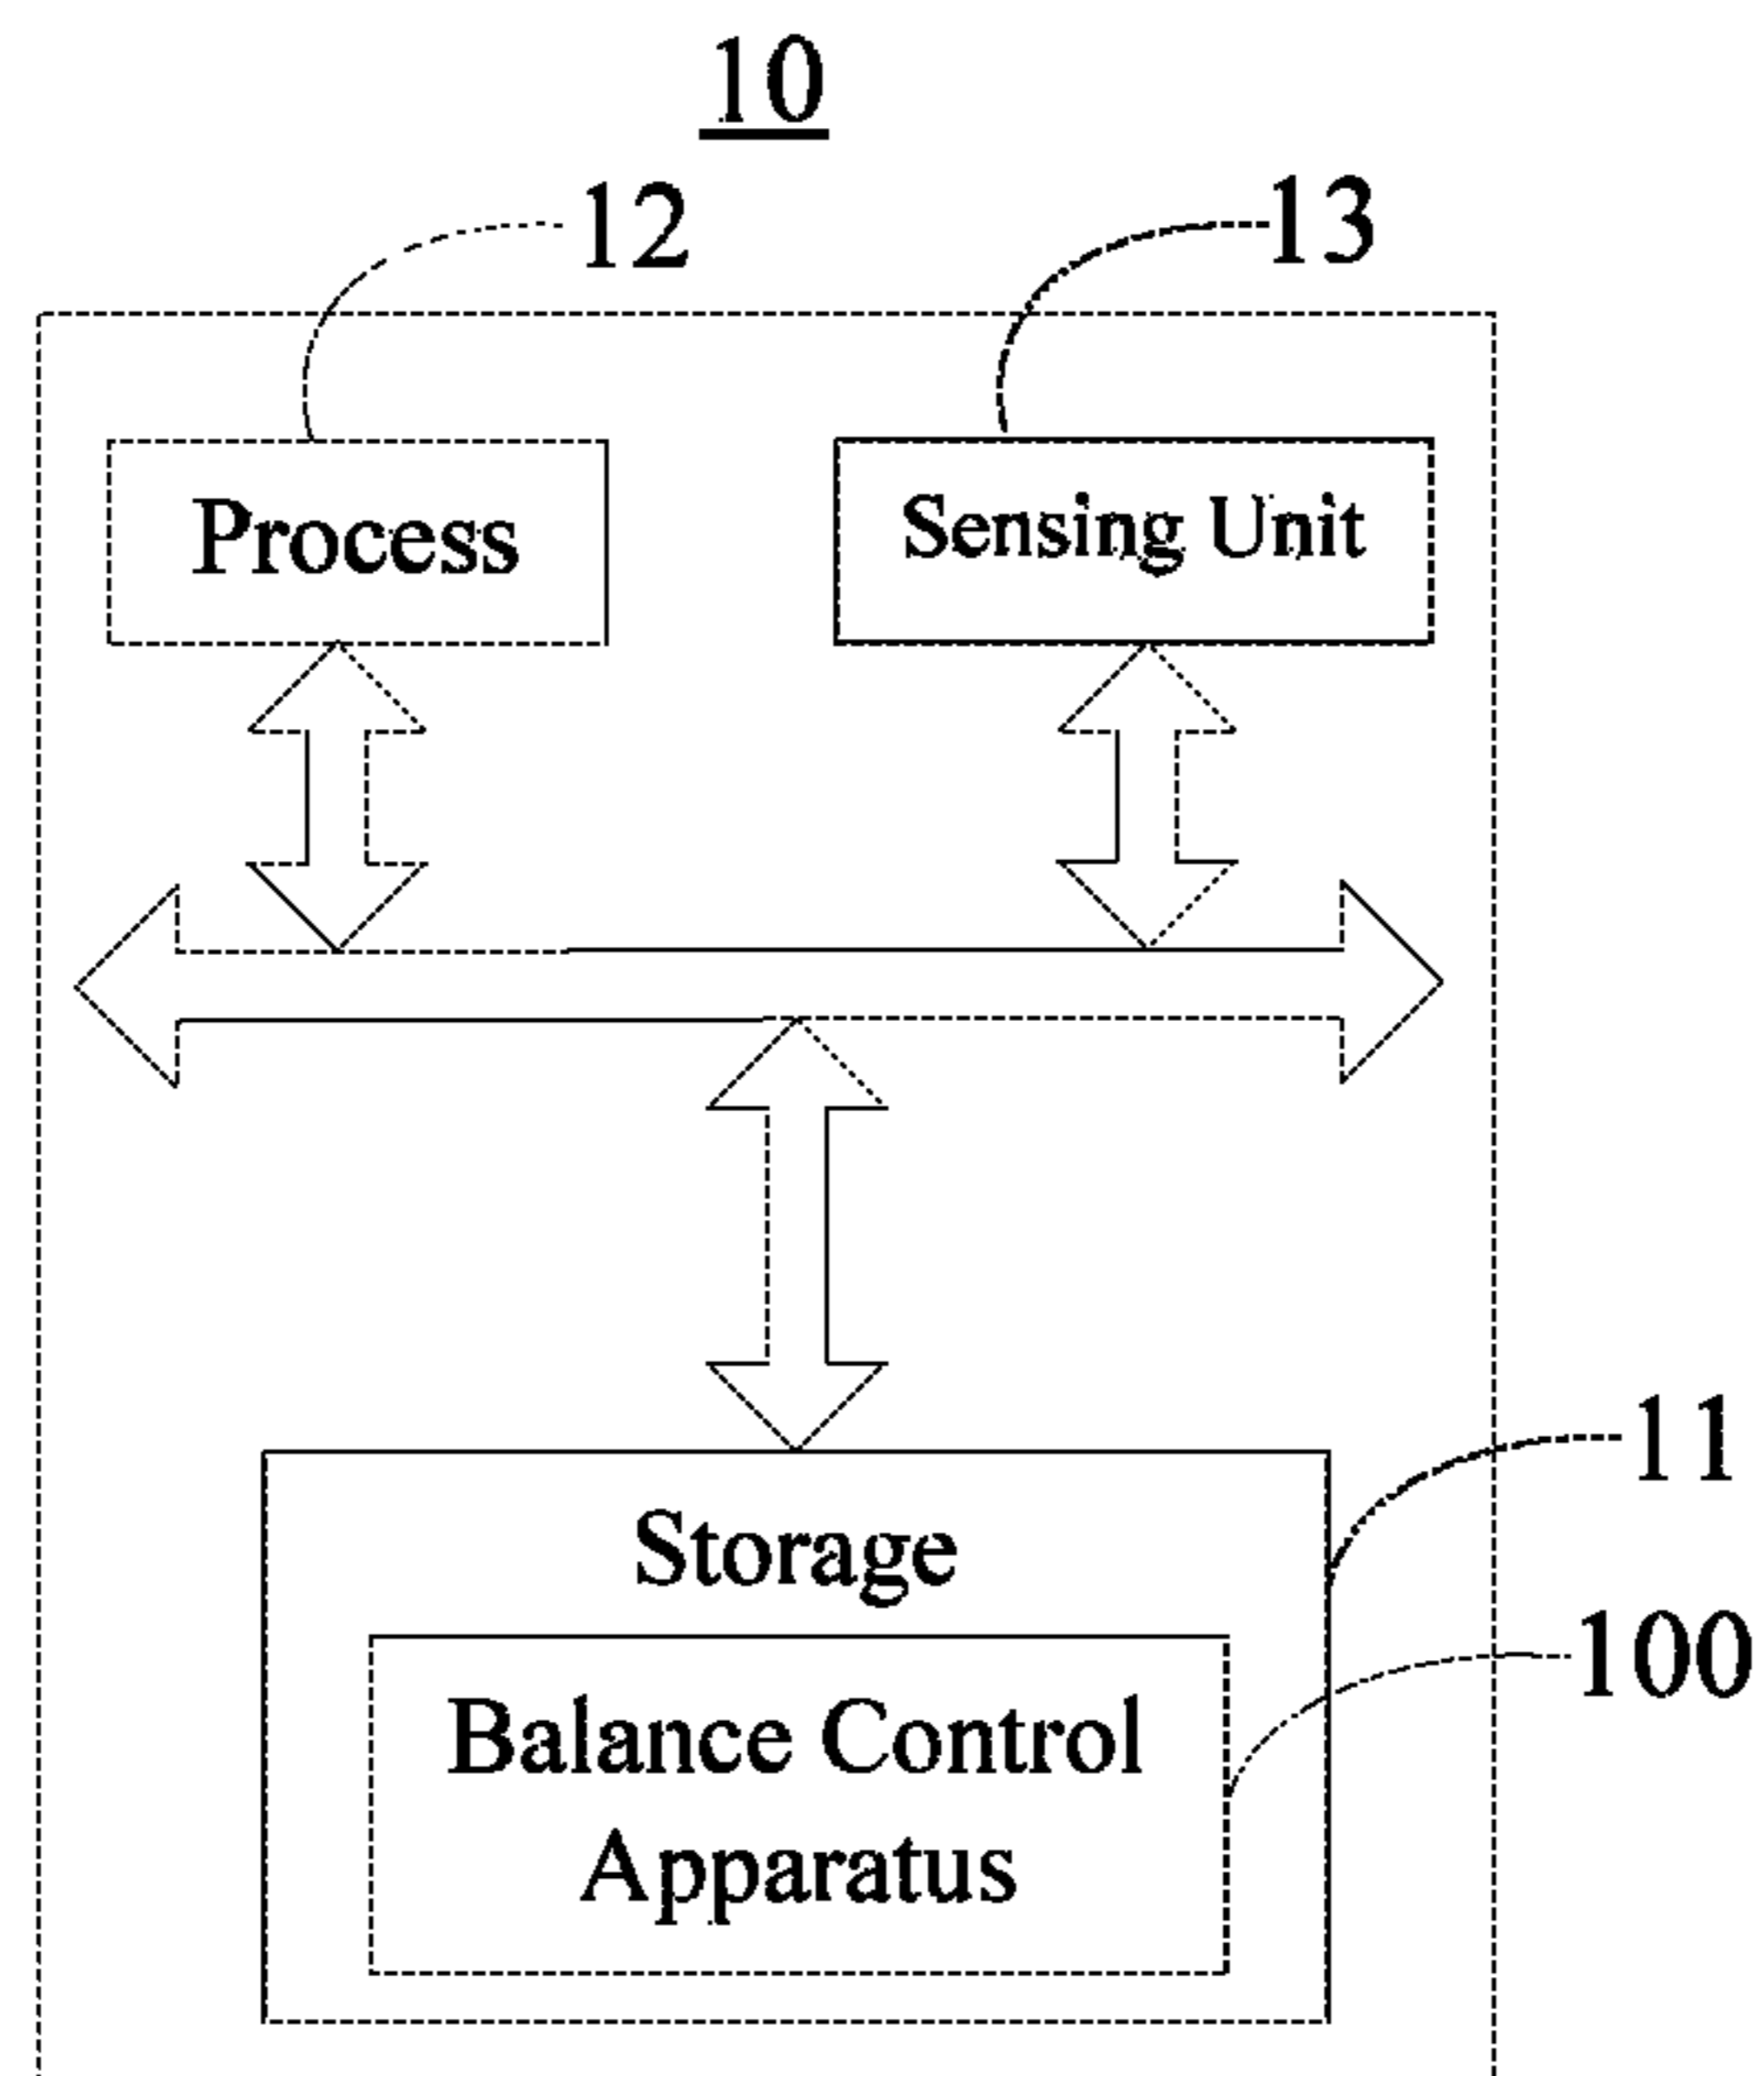 10
12
13
Process
Sensing Unit
11
Storage
100
Balance Control
Apparatus